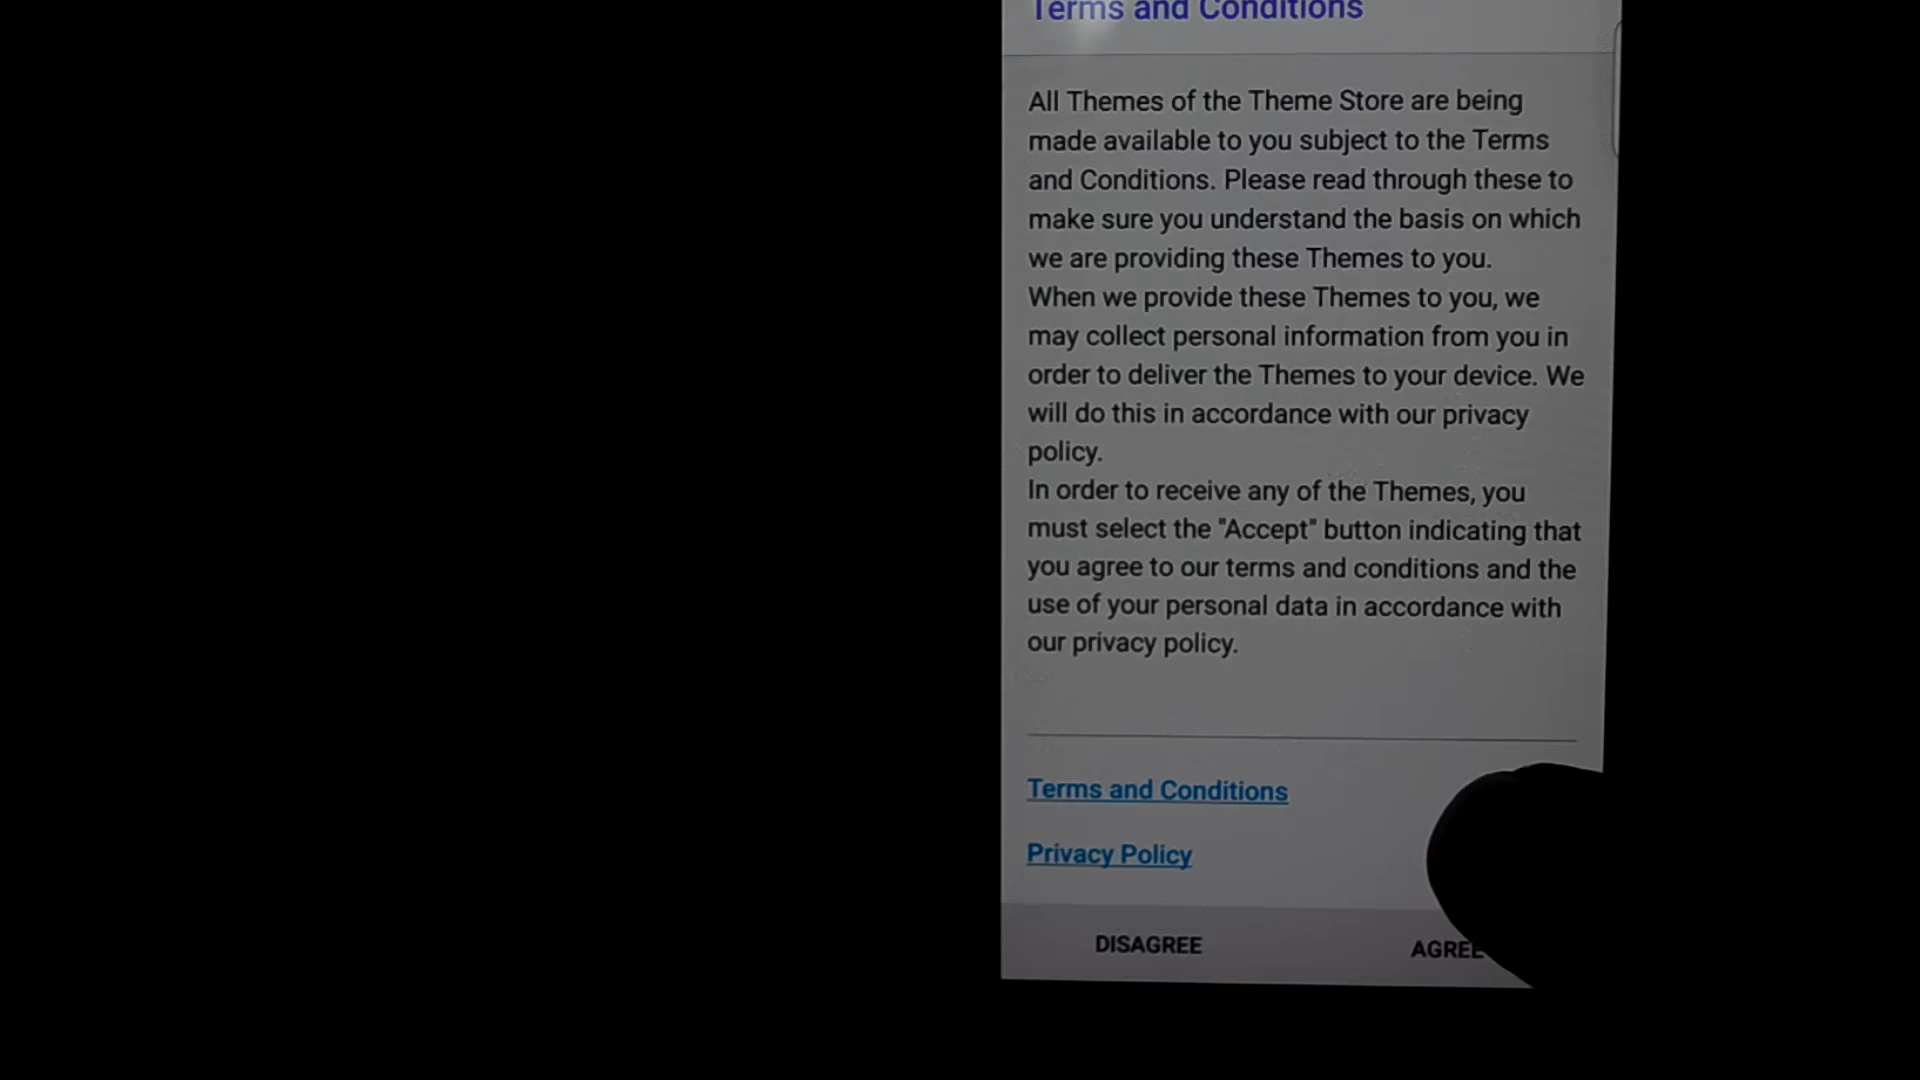 Terms and Conditions
All Themes of the Theme Store are being
made available to you subject to the Terms
and Conditions. Please read through these to
make sure you understand the basis on which
we are providing these Themes to you.
When we provide these Themes to you, we
may collect personal information from you in
order to deliver the Themes to your device. We
will do this in accordance with our privacy
policy.
In order to receive any of the Themes, you
must select the "Accept" button indicating that
you agree to our terms and conditions and the
use of your personal data in accordance with
our privacy policy.
Terms and Conditions
Privacy Policy
DISAGREE
AGREE